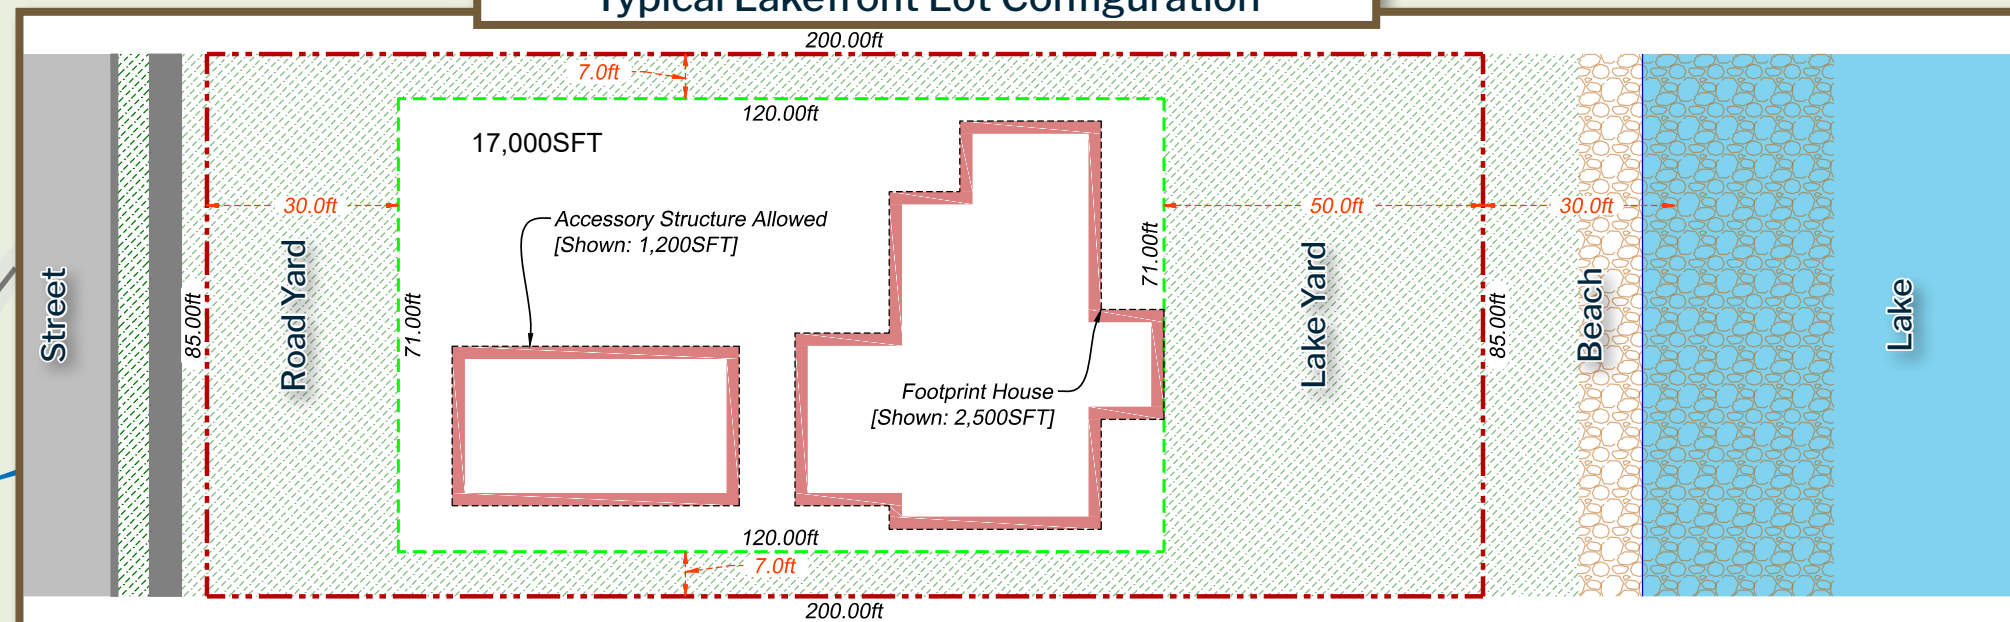 Typical Lakefront Lot Configuration
200.00ft
7.0ft
120.00ft
17,000SFT
Accessory Structure Allowed
[Shown: 1,200SFT]
30.0ft
50.0ft
30.0ft
Street
85.00ft
Road Yard
71.00ft
71.00ft
Lake Yard
85.00ft
Beach
Lake
Footprint House
[Shown: 2,500SFT]
120.00ft
7.0ft
200.00ft